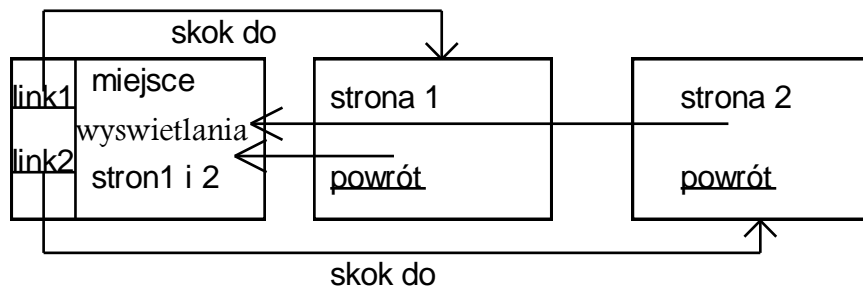 skok do
link1
miejsce
wyswietlania
link2
stron1 i 2
strona 1
powrót
strona 2
powrót
skok do